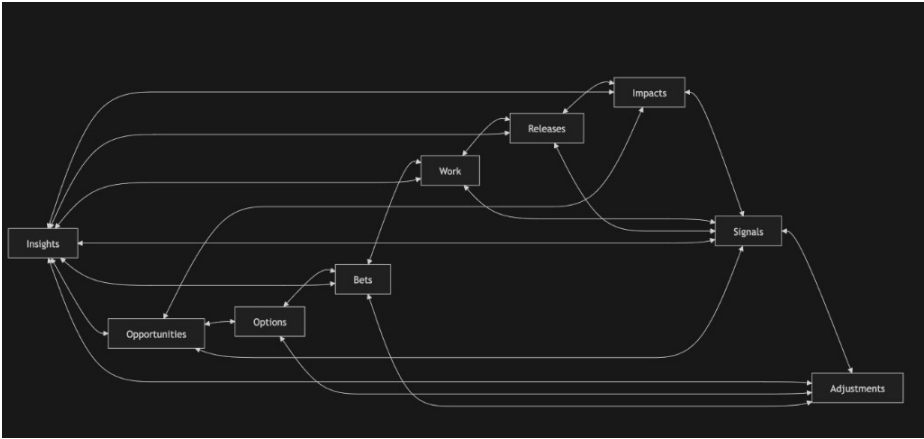 Impacts
Releases
Work
Signals
Insights
Bets
Options
Opportunities
Adjustments